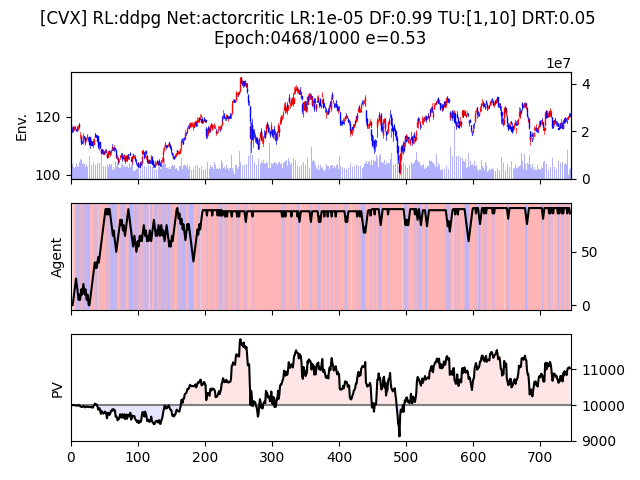 [CVX] RL:ddpg Net:actorcritic LR:1e-05 DF:0.99 TU:[1,10] DRT:0.05
Epoch:0468/1000 e=0.53
1e7
Env.
120
100
4
2
0
Agent
50
0
PV
11000
10000
9000
0 100 200 300 400 500 600 700